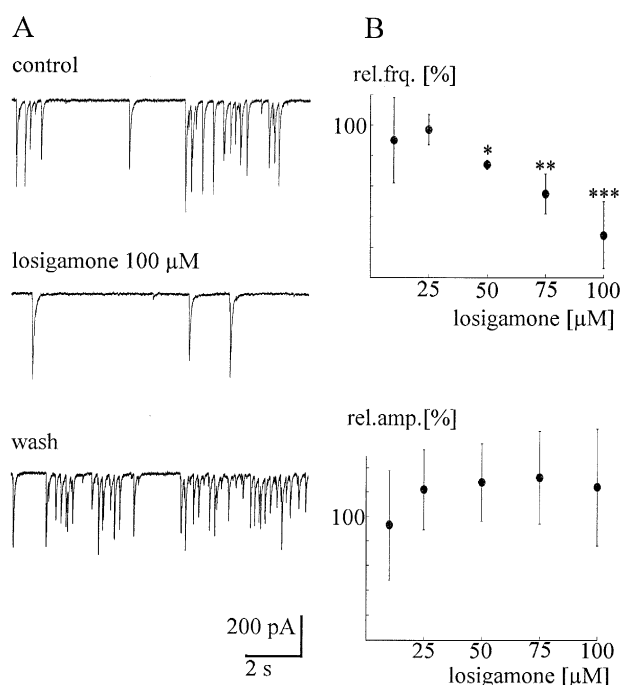 A
control
losigamone 100 µM
wash
200 pA
2 s
B
rel.frq. [%]
100
*
**
***
25 50 75 100
losigamone [µM]
rel.amp.[%]
100
25 50 75 100
losigamone [µM]